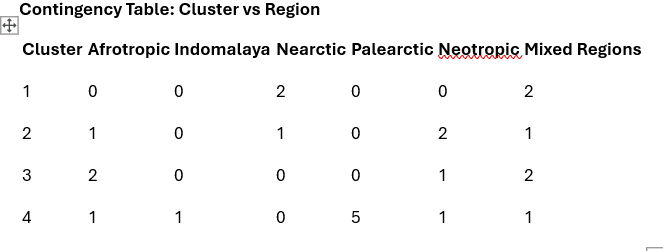 Contingency Table: Cluster vs Region
Cluster Afrotropic Indomalaya Nearctic Palearctic Neotropic Mixed Regions
1 0 0 2 0 0 2
2 1 0 1 0 2 1
3 2 0 0 0 1 2
4 1 1 0 5 1 1